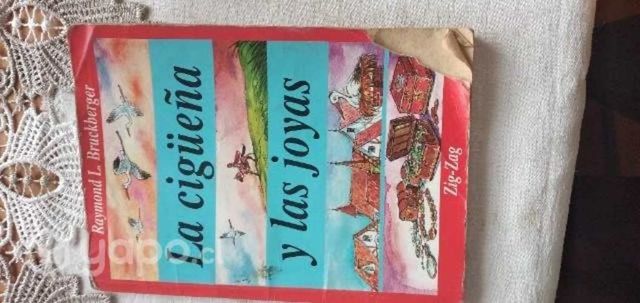 Raymond L. Bruckberger
La cigüeña
y las joyas
Zig-Zag
yapo.cl